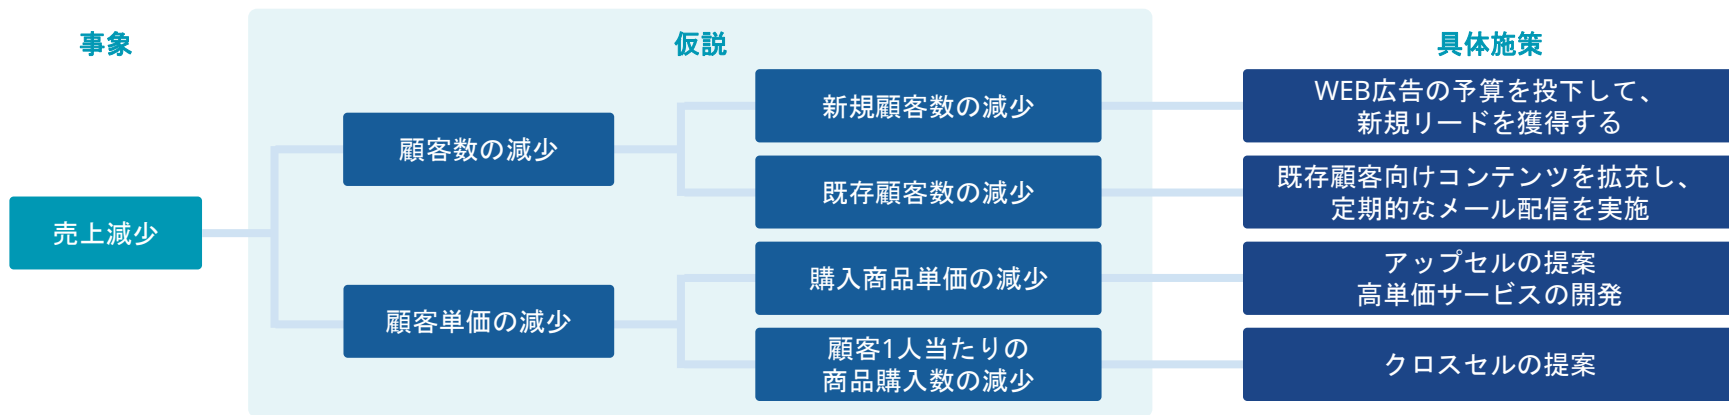 事象
仮説
具体施策
売上減少
顧客数の減少
顧客単価の減少
新規顧客数の減少
既存顧客数の減少
購入商品単価の減少
顧客1人当たりの
商品購入数の減少
WEB広告の予算を投下して、
新規リードを獲得する
既存顧客向けコンテンツを拡充し、
定期的なメール配信を実施
アップセルの提案
高単価サービスの開発
クロスセルの提案